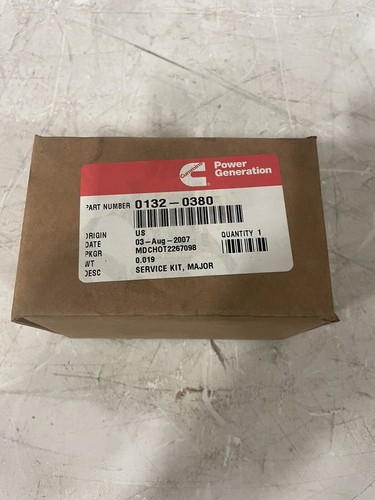 Cummins
Power
Generation
PART NUMBER 0132-0380
ORIGIN US
DATE 03-Aug-2007 QUANTITY 1
PKGR MDCHOT2267098
WT 0.019
DESC SERVICE KIT, MAJOR